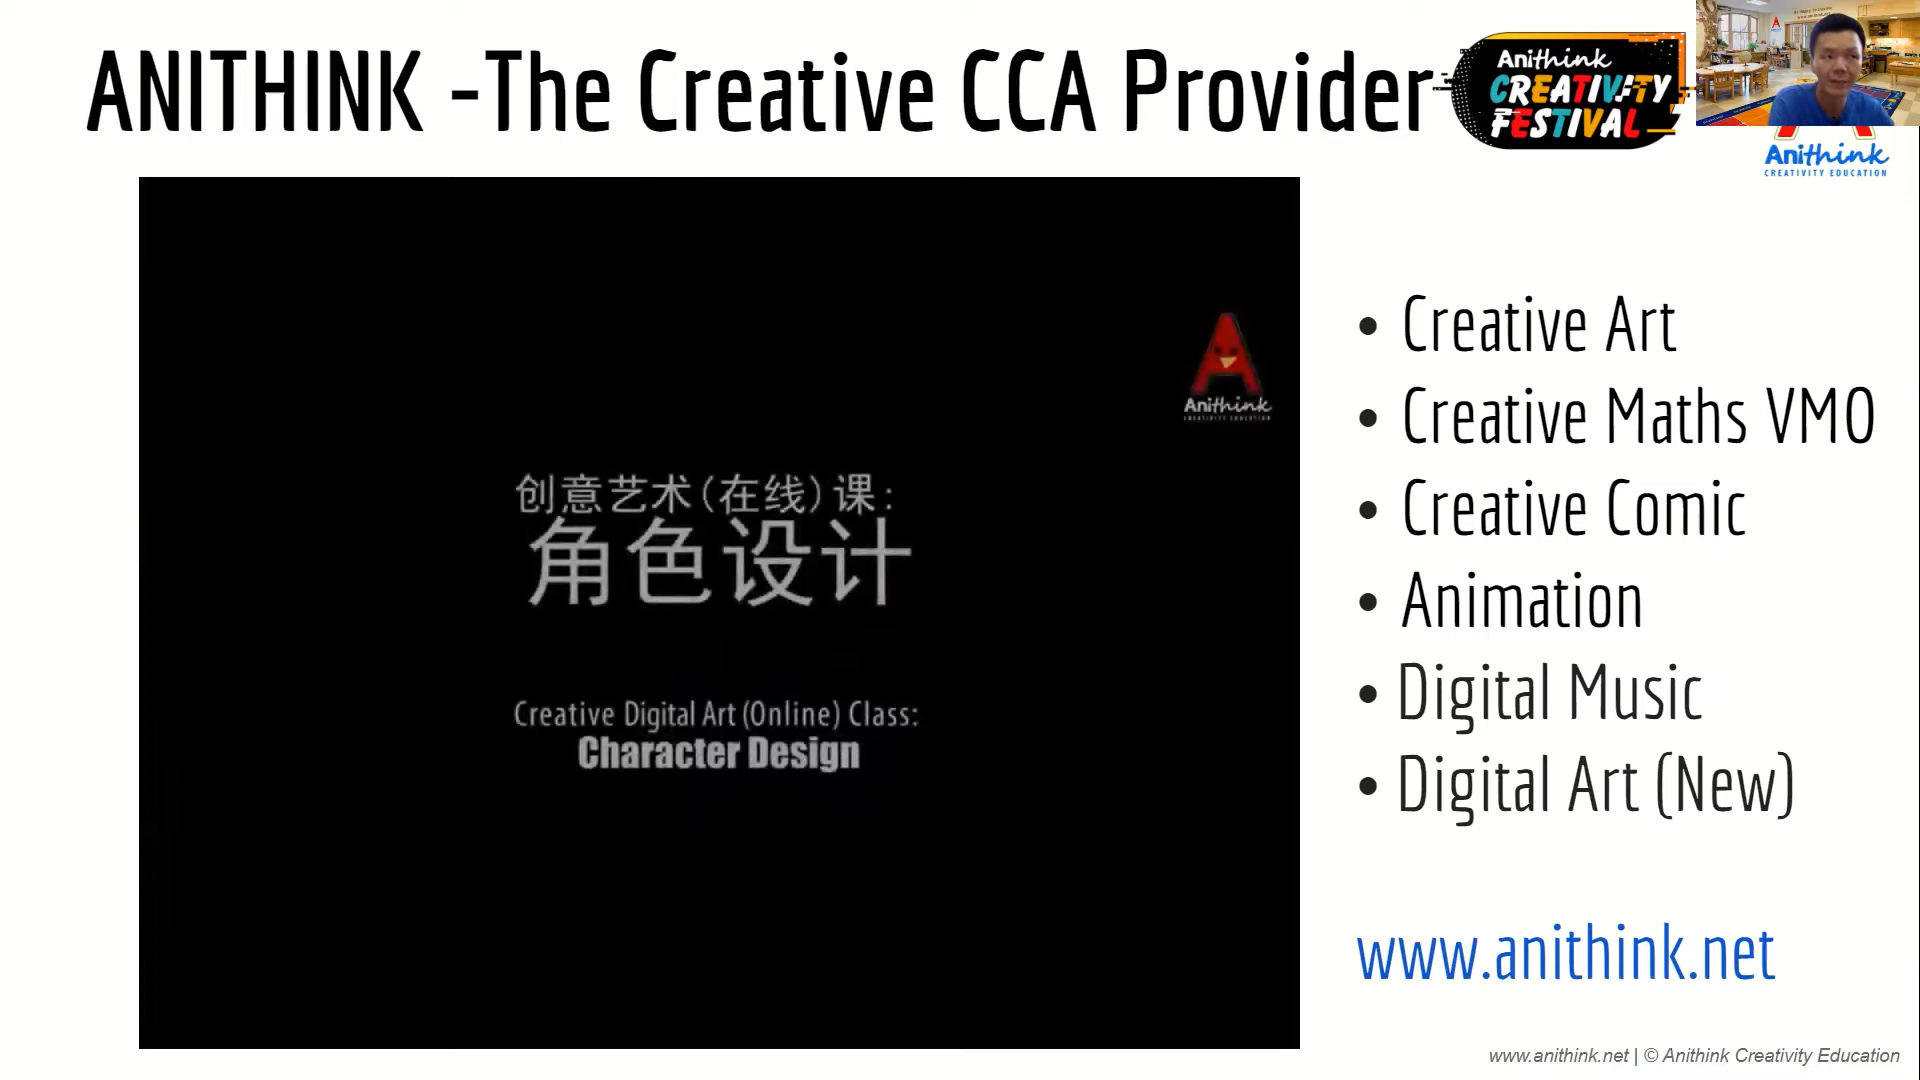 ANITHINK -The Creative CCA Provider
Anithink
CREATIVITY
FESTIVAL
Anithink
CREATIVITY EDUCATION
Anithink
CREATIVITY EDUCATION
创意艺术(在线)课:
角色设计
Creative Digital Art (Online) Class:
Character Design
• Creative Art
• Creative Maths VMO
• Creative Comic
• Animation
• Digital Music
• Digital Art (New)
www.anithink.net
www.anithink.net | © Anithink Creativity Education